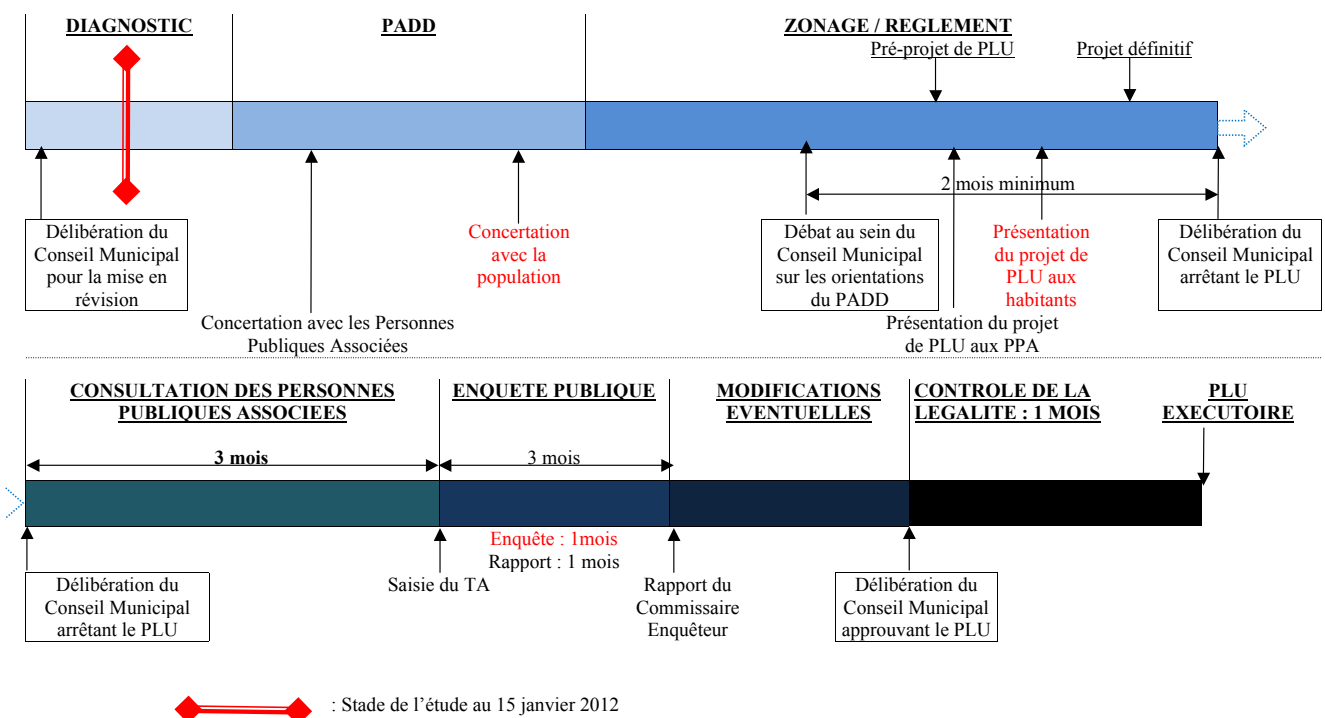 DIAGNOSTIC
PADD
ZONAGE / REGLEMENT
Pré-projet de PLU
Projet définitif
2 mois minimum
Délibération du
Conseil Municipal
pour la mise en
révision
Concertation avec les Personnes
Publiques Associées
Concertation
avec la
population
Débat au sein du
Conseil Municipal
sur les orientations
du PADD
Présentation du projet
de PLU aux PPA
Présentation
du projet de
PLU aux
habitants
Délibération du
Conseil Municipal
arrêtant le PLU
CONSULTATION DES PERSONNES
PUBLIQUES ASSOCIEES
ENQUETE PUBLIQUE
MODIFICATIONS
EVENTUELLES
CONTROLE DE LA
LEGALITE : 1 MOIS
PLU
EXECUTOIRE
3 mois
3 mois
Enquête : 1mois
Rapport : 1 mois
Délibération du
Conseil Municipal
arrêtant le PLU
Saisie du TA
Rapport du
Commissaire
Enquêteur
Délibération du
Conseil Municipal
approuvant le PLU
: Stade de l’étude au 15 janvier 2012